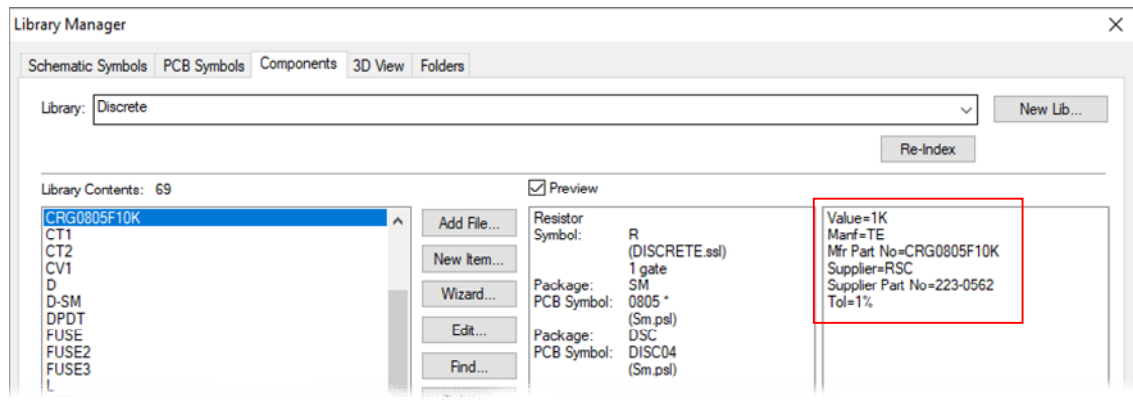 Library Manager
Schematic Symbols PCB Symbols Components 3D View Folders
Library: Discrete
New Lib...
Re-Index
Library Contents: 69
Preview
CRG0805F10K
CT1
CT2
CV1
D
D-SM
DPDT
FUSE
FUSE2
FUSE3
L
Add File...
New Item...
Wizard...
Edit...
Find...
Resistor
Symbol: R
(DISCRETE.ssl)
1 gate
Package: SM
PCB Symbol: 0805 *
(Sm.psl)
Package: DSC
PCB Symbol: DISC04
(Sm.psl)
Value=1K
Manf=TE
Mfr Part No=CRG0805F10K
Supplier=RSC
Supplier Part No=223-0562
Tol=1%